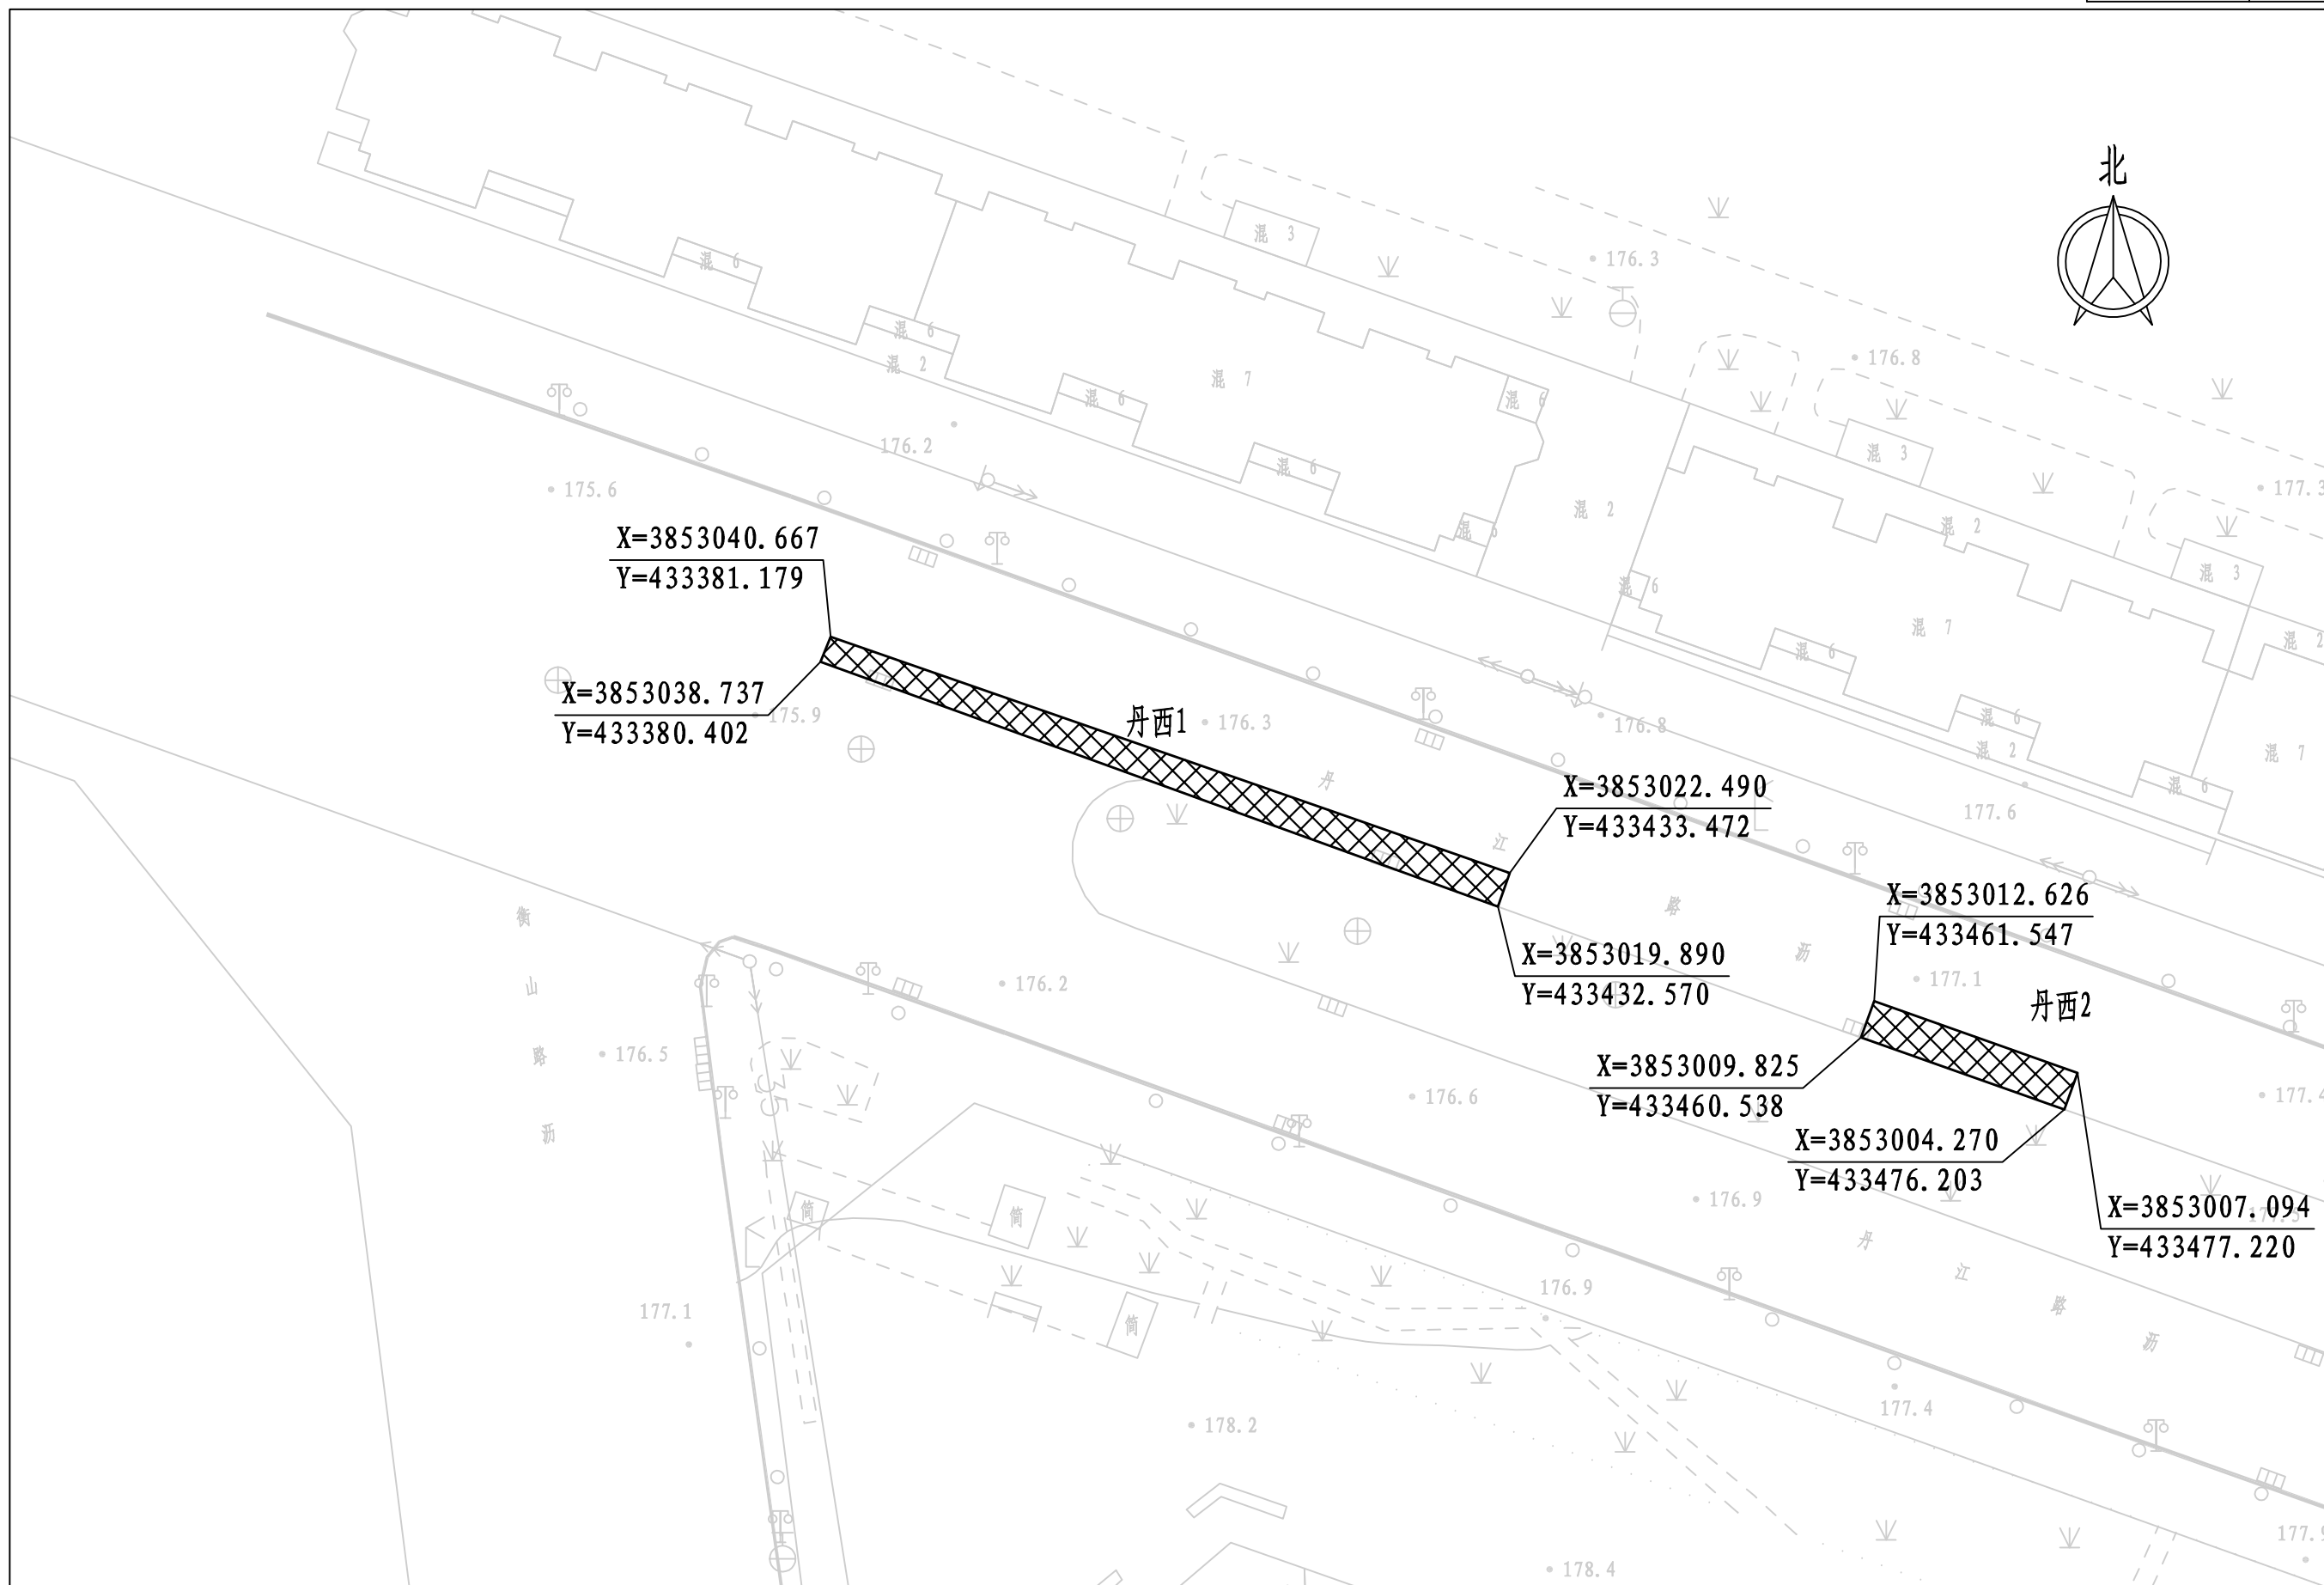 北
混 3
176.3
混 6
混 6
176.8
混 2
混 7
混 6
混 6
176.2
混 3
混 6
175.6
177.3
混 2
混 6
混 2
X=3853040.667
Y=433381.179
混 3
混 6
混 7
混 2
混 6
X=3853038.737
Y=433380.402
175.9
丹西1
176.3
176.8
混 6
混 2
混 7
丹
江
路
沥
X=3853022.490
Y=433433.472
177.6
混 6
X=3853012.626
Y=433461.547
衡
山
路
沥
X=3853019.890
Y=433432.570
176.2
177.1
丹西2
176.5
X=3853009.825
Y=433460.538
176.6
177.4
35
X=3853004.270
Y=433476.203
176.9
X=3853007.094
Y=433477.220
177.5
简
简
简
丹
江
路
沥
176.9
177.1
177.4
178.2
177.9
178.4